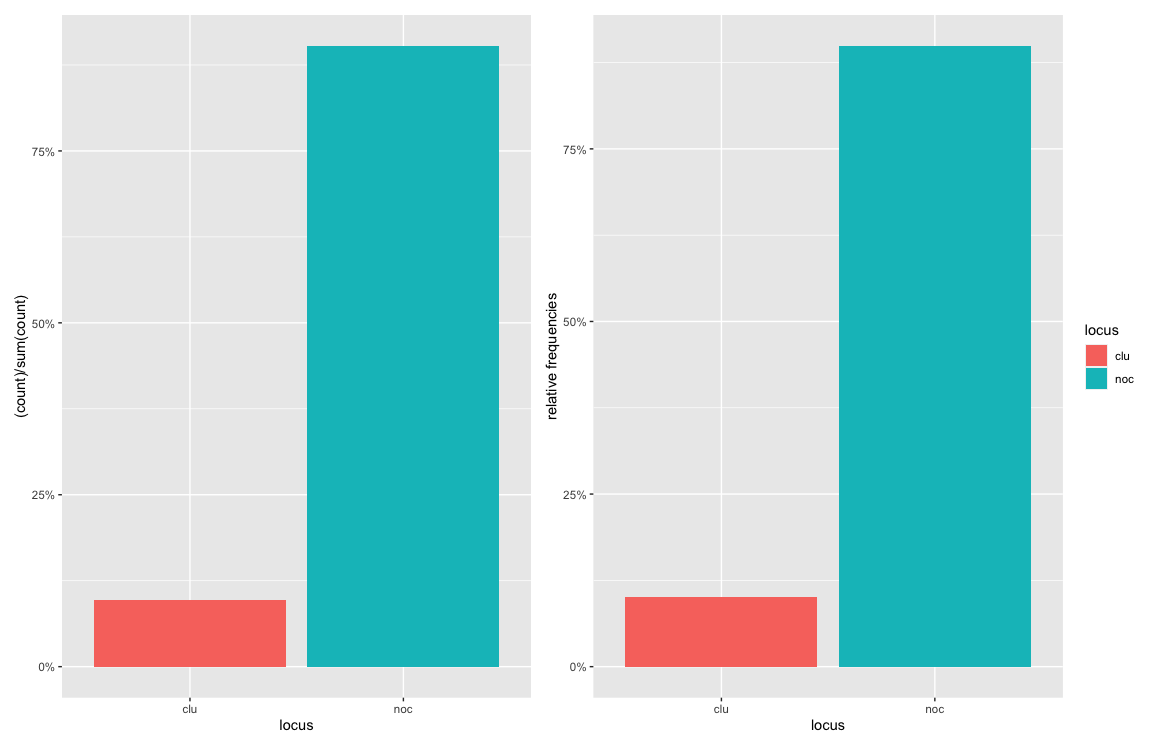 (count)/sum(count)
75%
50%
25%
0%
clu
noc
locus
relative frequencies
75%
50%
25%
0%
clu
noc
locus
locus
clu
noc